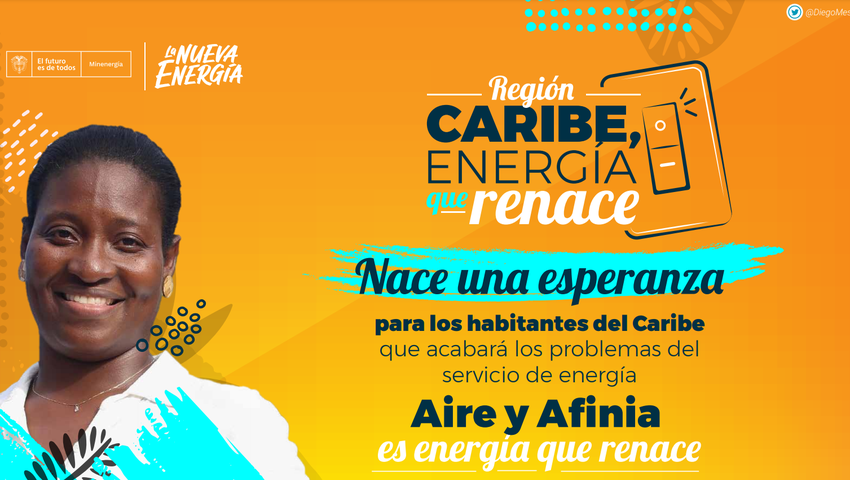 @DiegoMes
El futuro
es de todos
Minenergía
La NUEVA
ENERGÍA
Región
CARIBE,
ENERGÍA
que renace
Nace una esperanza
para los habitantes del Caribe
que acabará los problemas del
servicio de energía
Aire y Afinia
es energía que renace